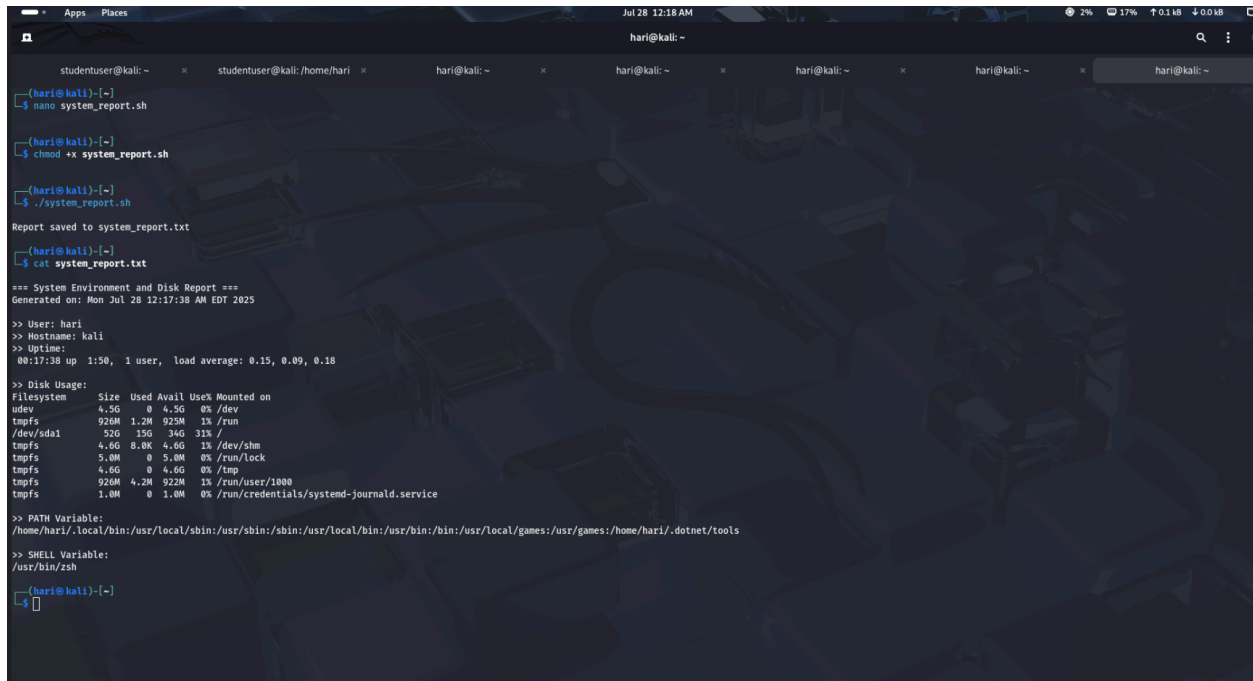 Apps Places Jul 28 12:18 AM 2% 17% ↑0.1 kB ↓0.0 kB
hari@kali: ~
studentuser@kali: ~ × studentuser@kali: /home/hari × hari@kali: ~ × hari@kali: ~ × hari@kali: ~ × hari@kali: ~ × hari@kali: ~
┌──(hari㉿kali)-[~]
└─$ nano system_report.sh
┌──(hari㉿kali)-[~]
└─$ chmod +x system_report.sh
┌──(hari㉿kali)-[~]
└─$ ./system_report.sh
Report saved to system_report.txt
┌──(hari㉿kali)-[~]
└─$ cat system_report.txt
=== System Environment and Disk Report ===
Generated on: Mon Jul 28 12:17:38 AM EDT 2025
>> User: hari
>> Hostname: kali
>> Uptime:
00:17:38 up 1:50, 1 user, load average: 0.15, 0.09, 0.18
>> Disk Usage:
Filesystem Size Used Avail Use% Mounted on
udev 4.5G 0 4.5G 0% /dev
tmpfs 926M 1.2M 925M 1% /run
/dev/sda1 52G 15G 34G 31% /
tmpfs 4.6G 8.0K 4.6G 1% /dev/shm
tmpfs 5.0M 0 5.0M 0% /run/lock
tmpfs 4.6G 0 4.6G 0% /tmp
tmpfs 926M 4.2M 922M 1% /run/user/1000
tmpfs 1.0M 0 1.0M 0% /run/credentials/systemd-journald.service
>> PATH Variable:
/home/hari/.local/bin:/usr/local/sbin:/usr/sbin:/sbin:/usr/local/bin:/usr/bin:/bin:/usr/local/games:/usr/games:/home/hari/.dotnet/tools
>> SHELL Variable:
/usr/bin/zsh
┌──(hari㉿kali)-[~]
└─$